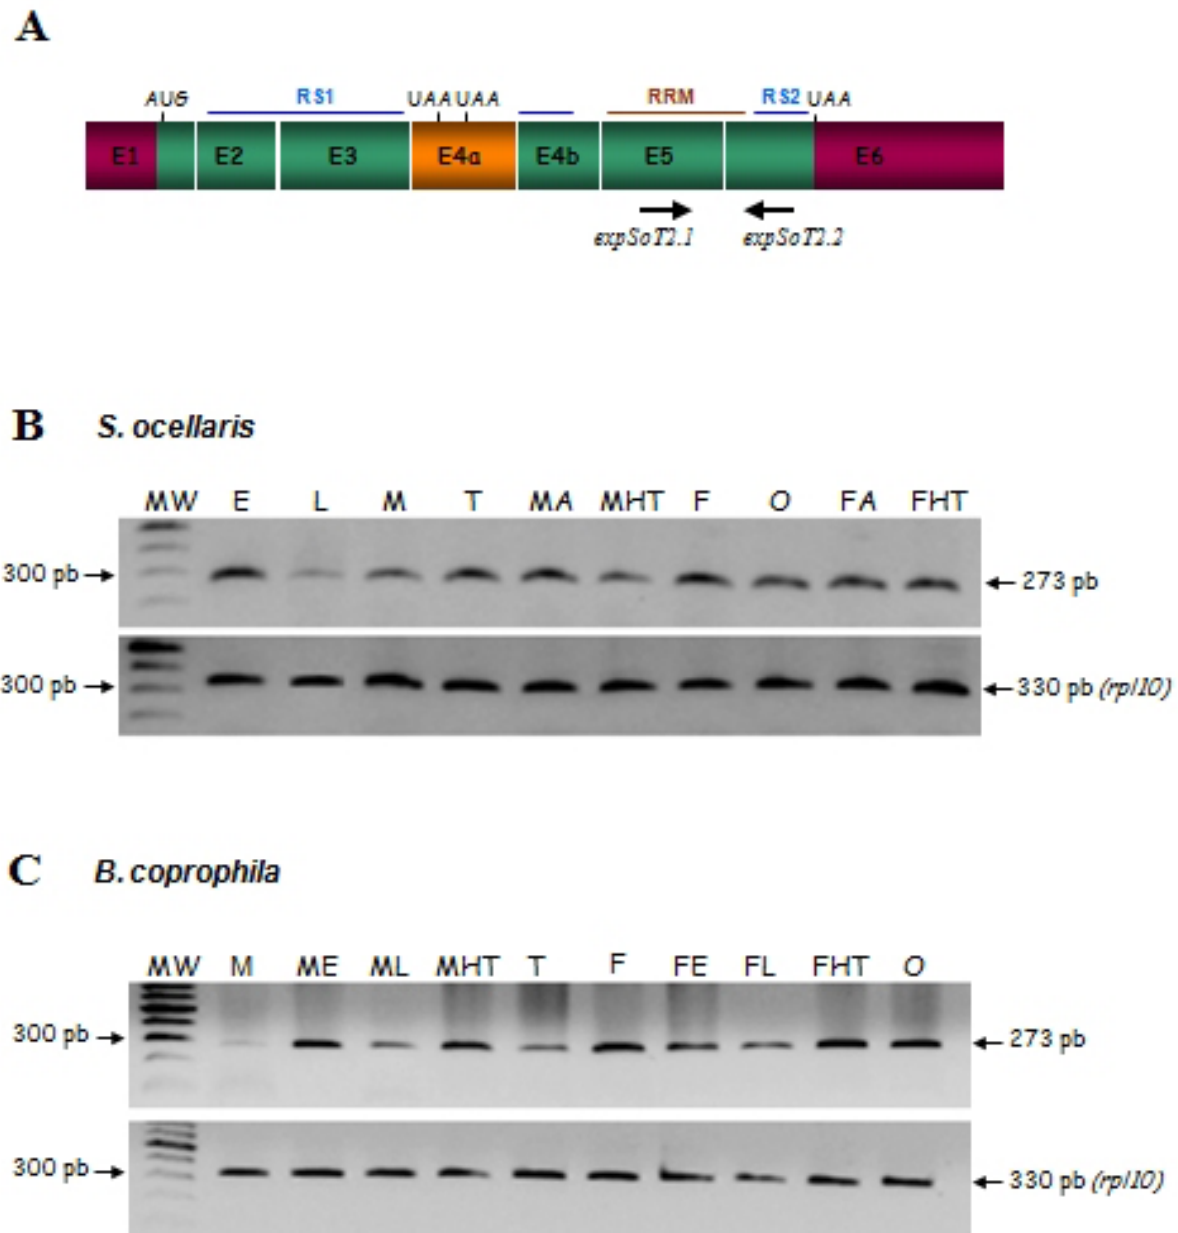 A
AUG RS1 UAA UAA RRM RS2 UAA
E1 E2 E3 E4a E4b E5 E6
expSoT2.1 expSoT2.2
B S. ocellaris
MW E L M T MA MHT F O FA FHT
300 pb 273 pb
300 pb 330 pb (rpl10)
C B. coprophila
MW M ME ML MHT T F FE FL FHT O
300 pb 273 pb
300 pb 330 pb (rpl10)